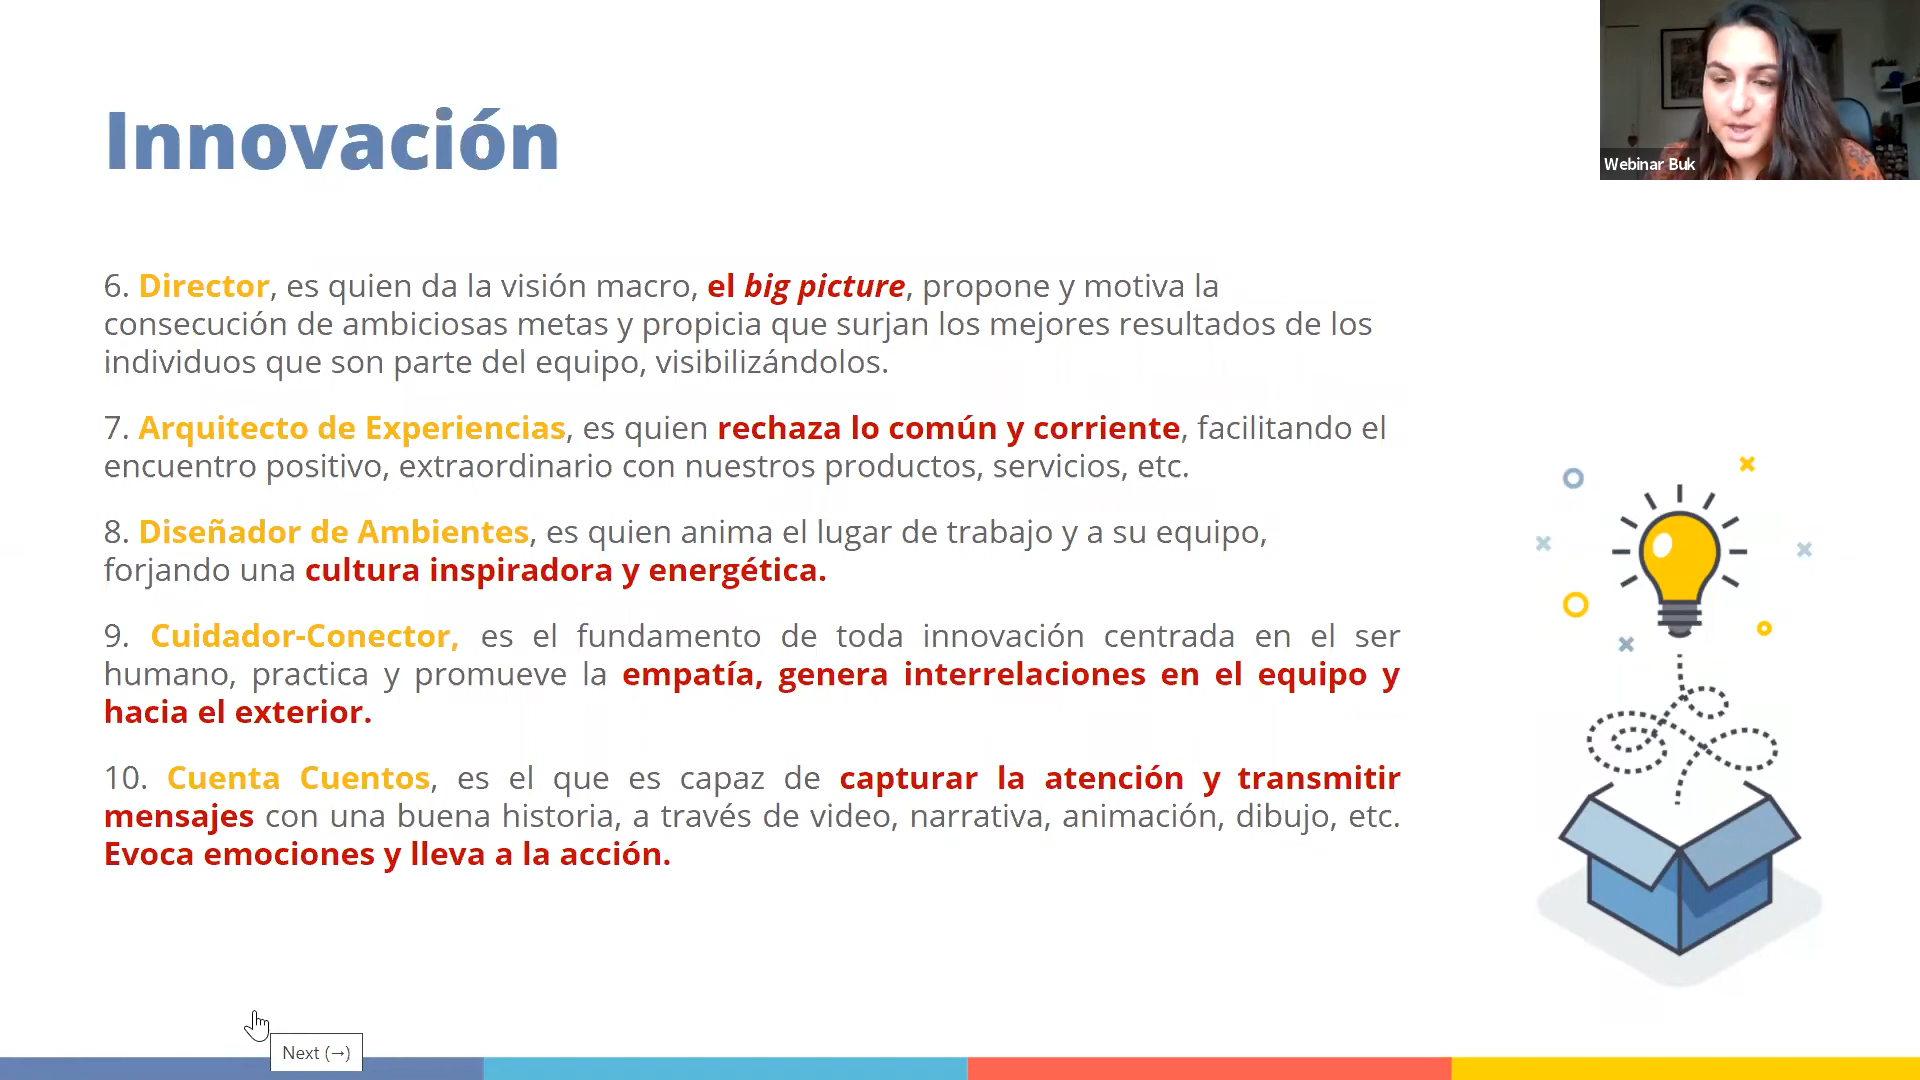 Innovación
Webinar Buk
6. Director, es quien da la visión macro, el big picture, propone y motiva la
consecución de ambiciosas metas y propicia que surjan los mejores resultados de los
individuos que son parte del equipo, visibilizándolos.
7. Arquitecto de Experiencias, es quien rechaza lo común y corriente, facilitando el
encuentro positivo, extraordinario con nuestros productos, servicios, etc.
8. Diseñador de Ambientes, es quien anima el lugar de trabajo y a su equipo,
forjando una cultura inspiradora y energética.
9. Cuidador-Conector, es el fundamento de toda innovación centrada en el ser
humano, practica y promueve la empatía, genera interrelaciones en el equipo y
hacia el exterior.
10. Cuenta Cuentos, es el que es capaz de capturar la atención y transmitir
mensajes con una buena historia, a través de video, narrativa, animación, dibujo, etc.
Evoca emociones y lleva a la acción.
Next (→)